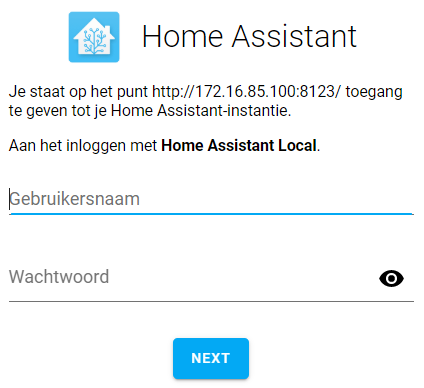 Home Assistant
Je staat op het punt http://172.16.85.100:8123/ toegang
te geven tot je Home Assistant-instantie.
Aan het inloggen met Home Assistant Local.
Gebruikersnaam
Wachtwoord
NEXT